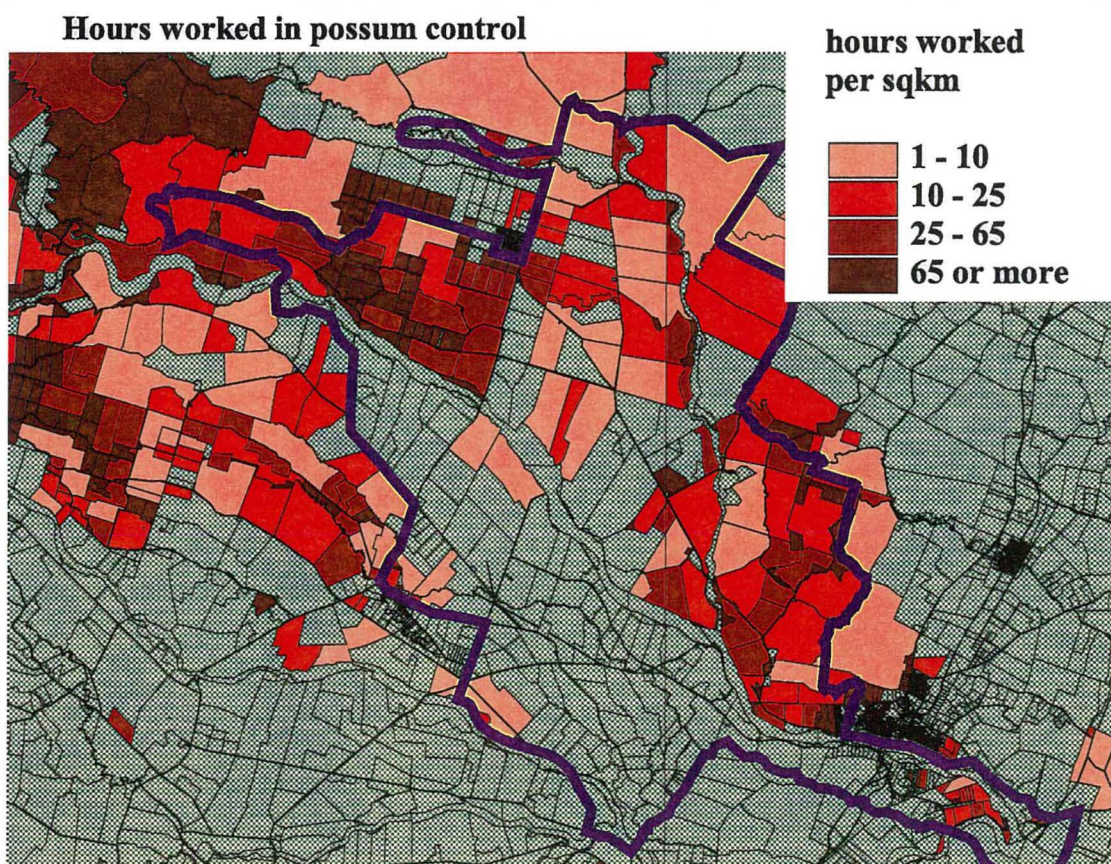 Hours worked in possum control
hours worked
per sqkm
1 - 10
10 - 25
25 - 65
65 or more